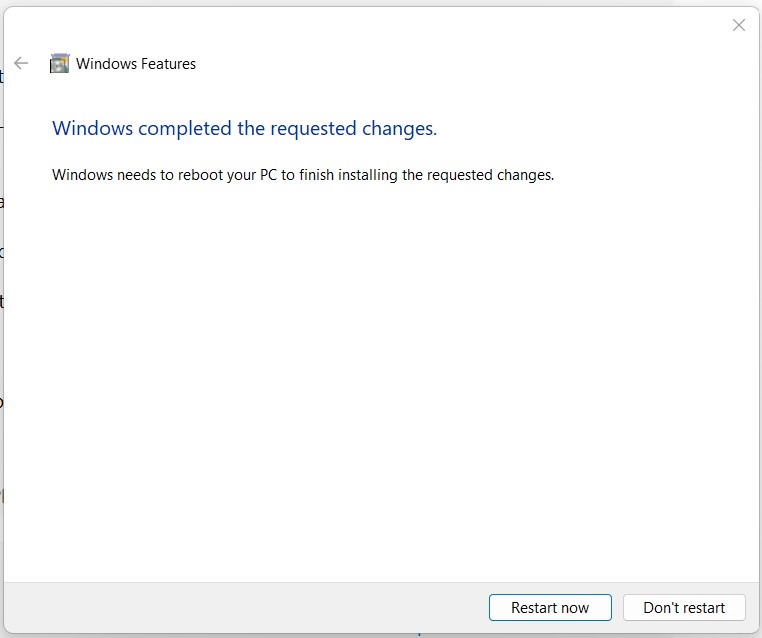 Windows Features
Windows completed the requested changes.
Windows needs to reboot your PC to finish installing the requested changes.
Restart now
Don't restart